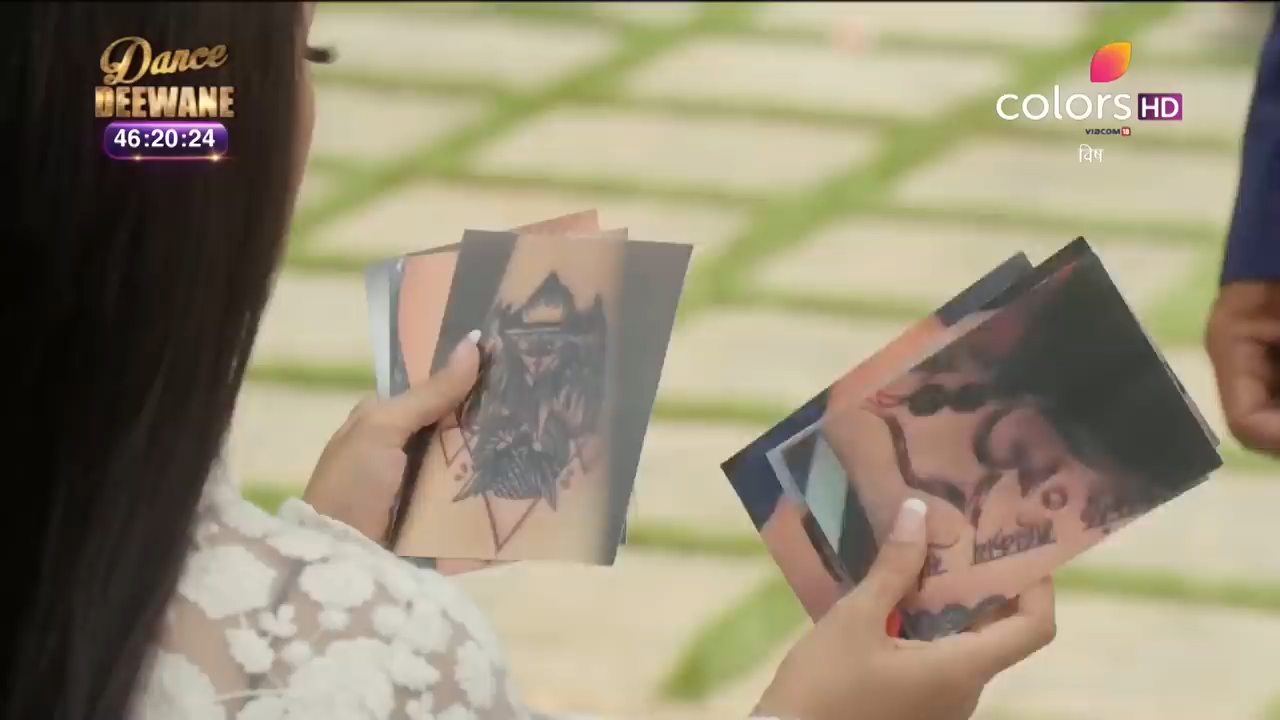 Dance
DEEWANE
46:20:24
colors HD
VIACOM18
विष